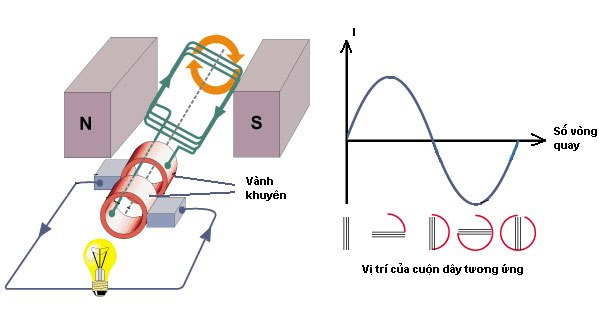 N
S
Vành
khuyên
I
Số vòng
quay
Vị trí của cuộn dây tương ứng